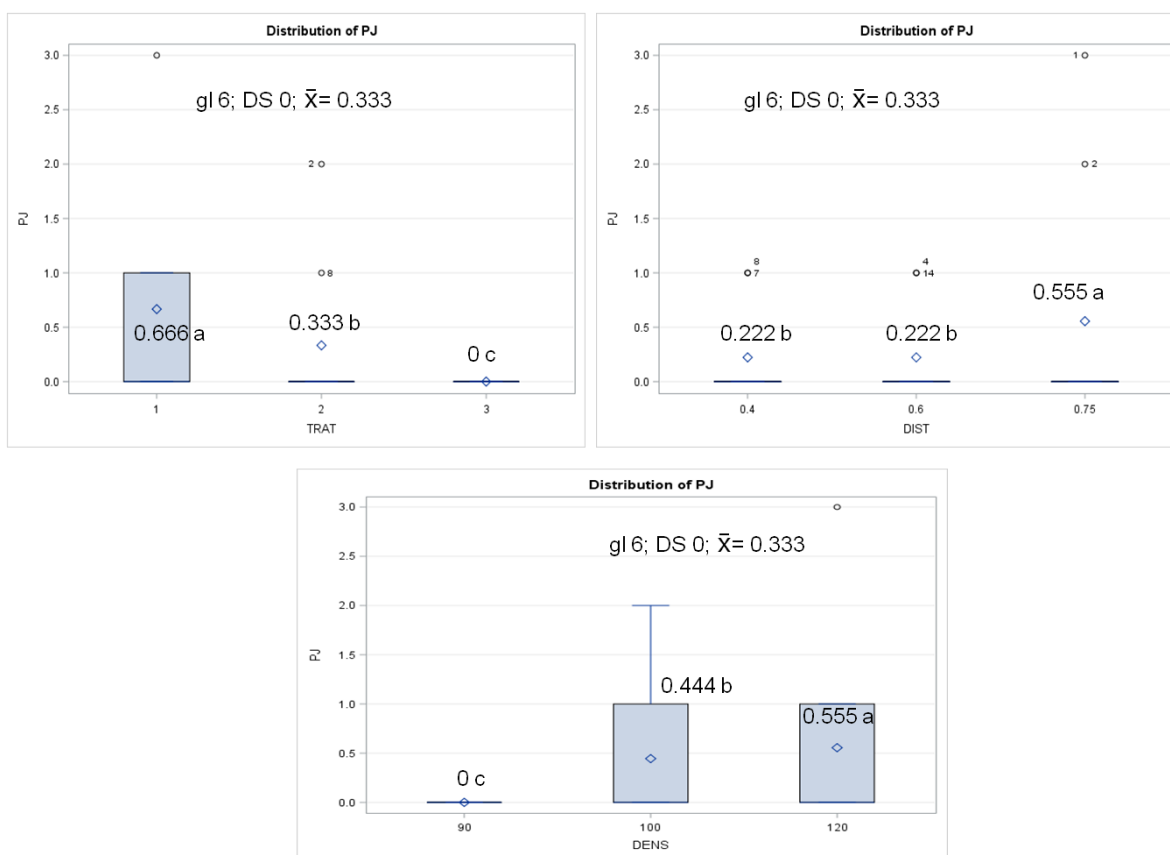 Distribution of PJ
3.0
2.5
2.0
1.5
1.0
0.5
0.0
PJ
gl 6; DS 0; x̄= 0.333
2
8
0.666 a
0.333 b
0 c
1
2
3
TRAT
Distribution of PJ
3.0
2.5
2.0
1.5
1.0
0.5
0.0
PJ
gl 6; DS 0; x̄= 0.333
1
2
8
7
4
14
0.222 b
0.222 b
0.555 a
0.4
0.6
0.75
DIST
Distribution of PJ
3.0
2.5
2.0
1.5
1.0
0.5
0.0
PJ
gl 6; DS 0; x̄= 0.333
0 c
0.444 b
0.555 a
90
100
120
DENS